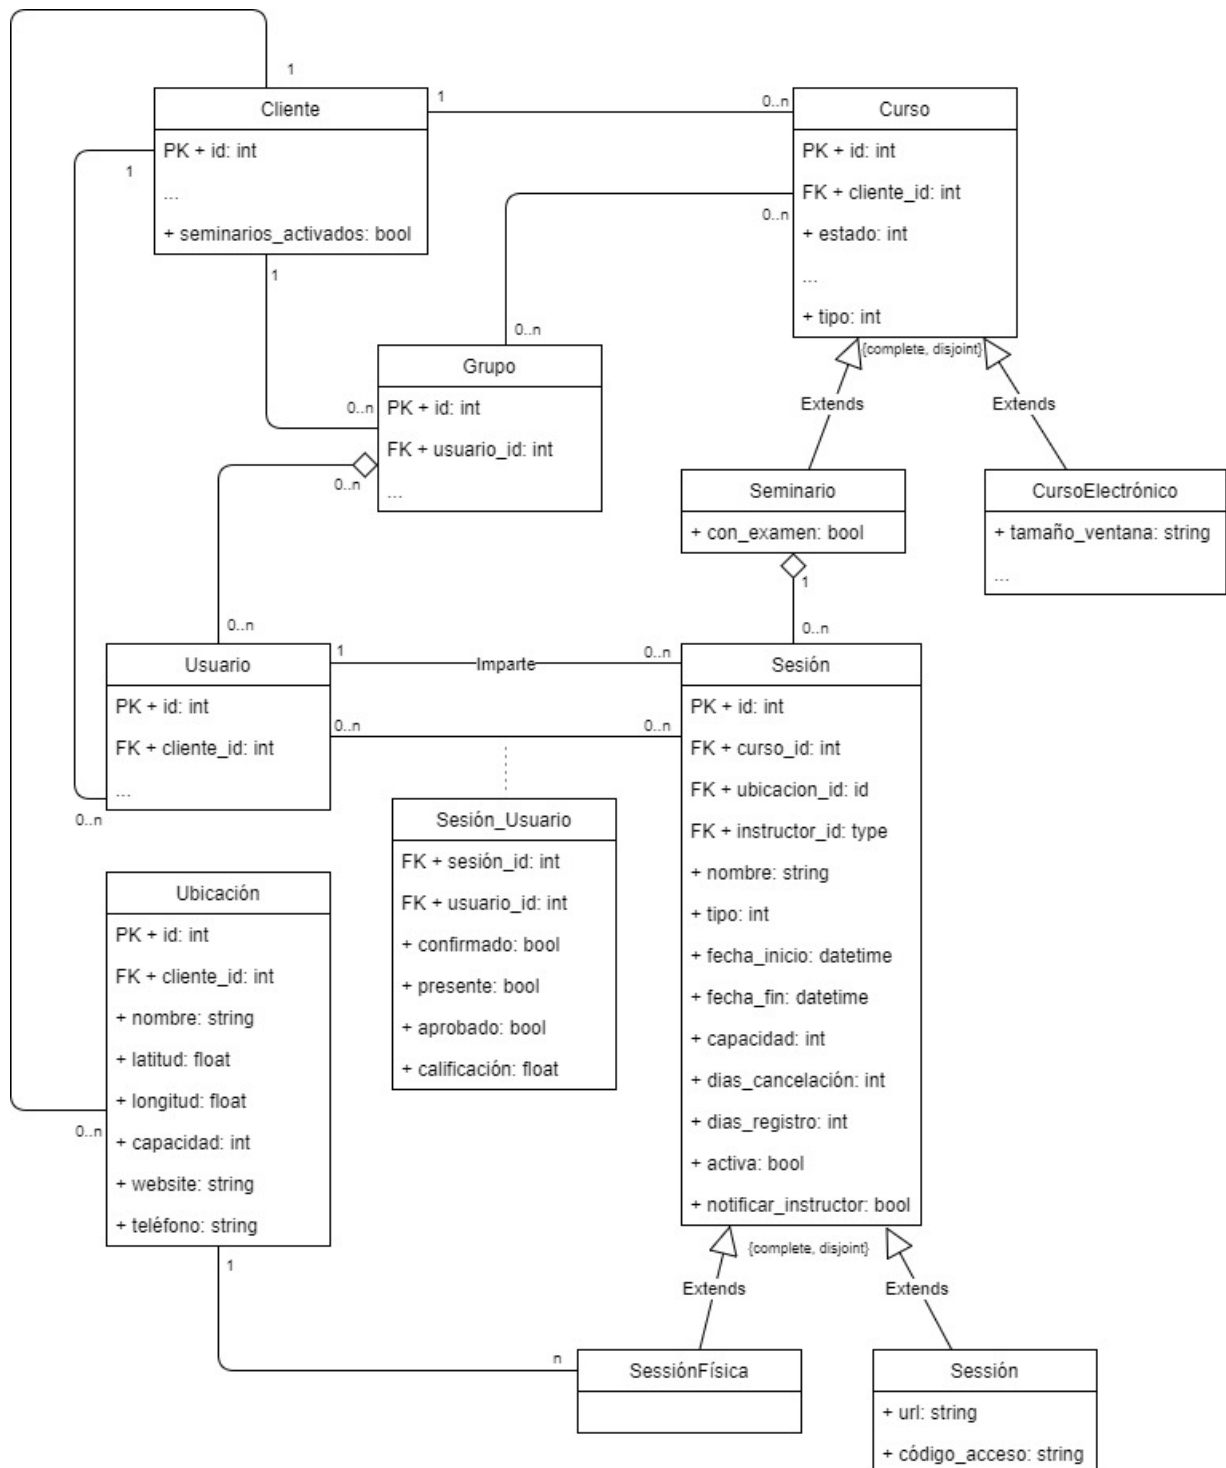 1
Cliente
PK + id: int
...
+ seminarios_activados: bool
1
0..n
Curso
PK + id: int
FK + cliente_id: int
+ estado: int
...
+ tipo: int
1
0..n
1
0..n
{complete, disjoint}
Grupo
PK + id: int
FK + usuario_id: int
...
0..n
0..n
Extends
Extends
Seminario
+ con_examen: bool
CursoElectrónico
+ tamaño_ventana: string
...
1
0..n
0..n
Usuario
PK + id: int
FK + cliente_id: int
...
0..n
1
Imparte
0..n
0..n
0..n
Sesión
PK + id: int
FK + curso_id: int
FK + ubicacion_id: id
FK + instructor_id: type
+ nombre: string
+ tipo: int
+ fecha_inicio: datetime
+ fecha_fin: datetime
+ capacidad: int
+ dias_cancelación: int
+ dias_registro: int
+ activa: bool
+ notificar_instructor: bool
Sesión_Usuario
FK + sesión_id: int
FK + usuario_id: int
+ confirmado: bool
+ presente: bool
+ aprobado: bool
+ calificación: float
Ubicación
PK + id: int
FK + cliente_id: int
+ nombre: string
+ latitud: float
+ longitud: float
+ capacidad: int
+ website: string
+ teléfono: string
0..n
1
n
{complete, disjoint}
Extends
Extends
SessiónFísica
Sessión
+ url: string
+ código_acceso: string